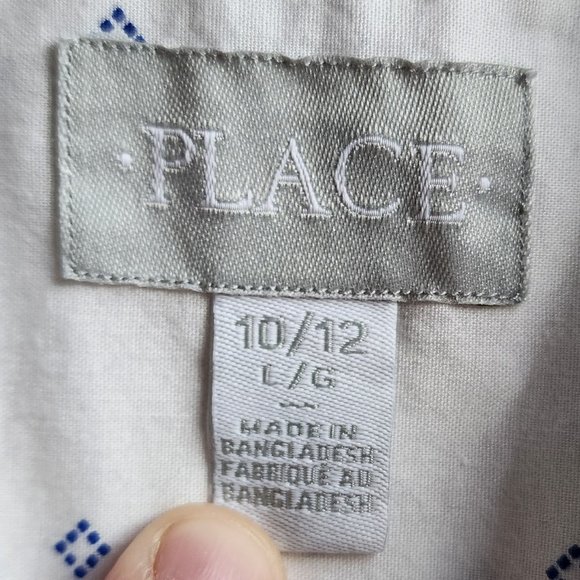 ·PLACE·
10/12
L/G
MADE IN
BANGLADESH
FABRIQUÉ AU
BANGLADESH